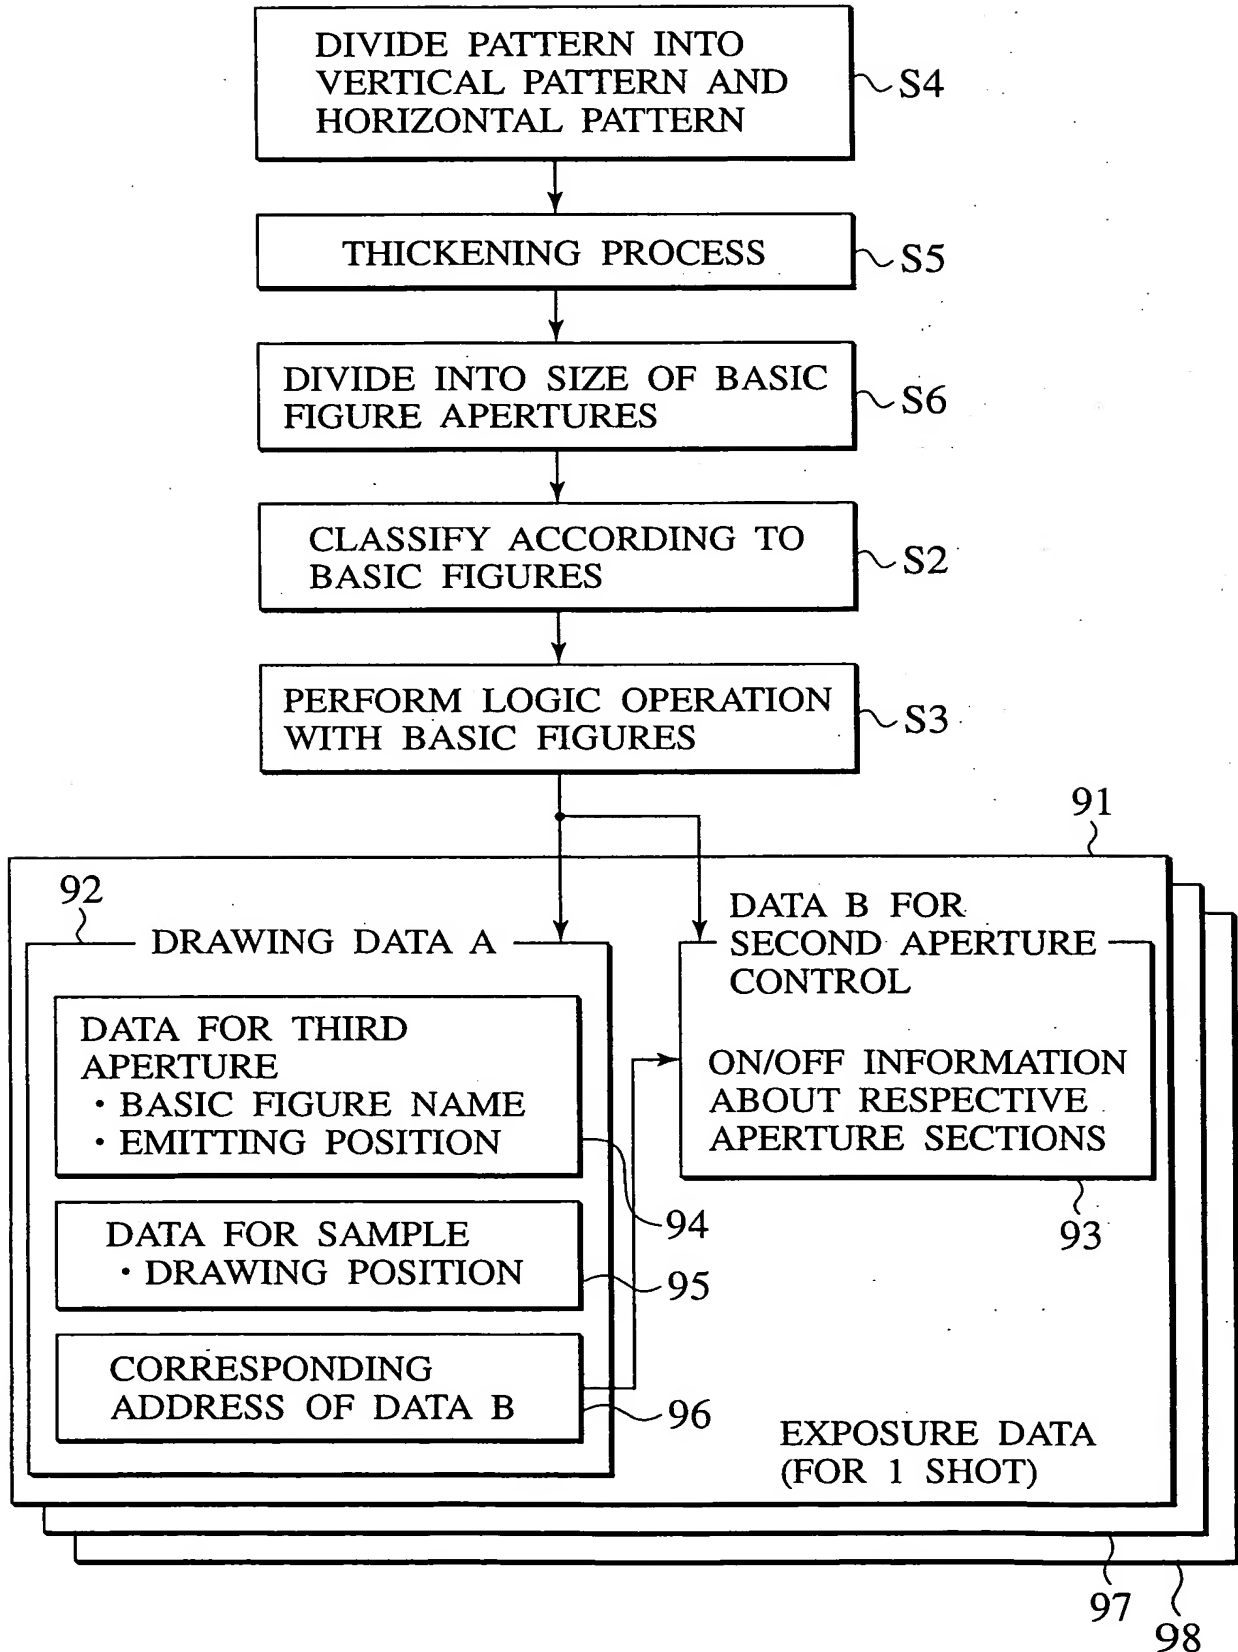 DIVIDE PATTERN INTO
VERTICAL PATTERN AND
HORIZONTAL PATTERN
S4
THICKENING PROCESS
S5
DIVIDE INTO SIZE OF BASIC
FIGURE APERTURES
S6
CLASSIFY ACCORDING TO
BASIC FIGURES
S2
PERFORM LOGIC OPERATION
WITH BASIC FIGURES
S3
91
92
DRAWING DATA A
DATA FOR THIRD
APERTURE
・BASIC FIGURE NAME
・EMITTING POSITION
94
DATA FOR SAMPLE
・DRAWING POSITION
95
CORRESPONDING
ADDRESS OF DATA B
96
DATA B FOR
SECOND APERTURE
CONTROL
ON/OFF INFORMATION
ABOUT RESPECTIVE
APERTURE SECTIONS
93
EXPOSURE DATA
(FOR 1 SHOT)
97
98